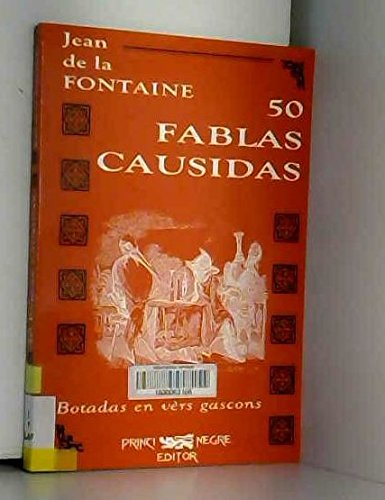 Jean
de la
FONTAINE
50
FABLAS
CAUSIDAS
Botadas en vèrs gascons
PRINCI NEGRE
EDITOR